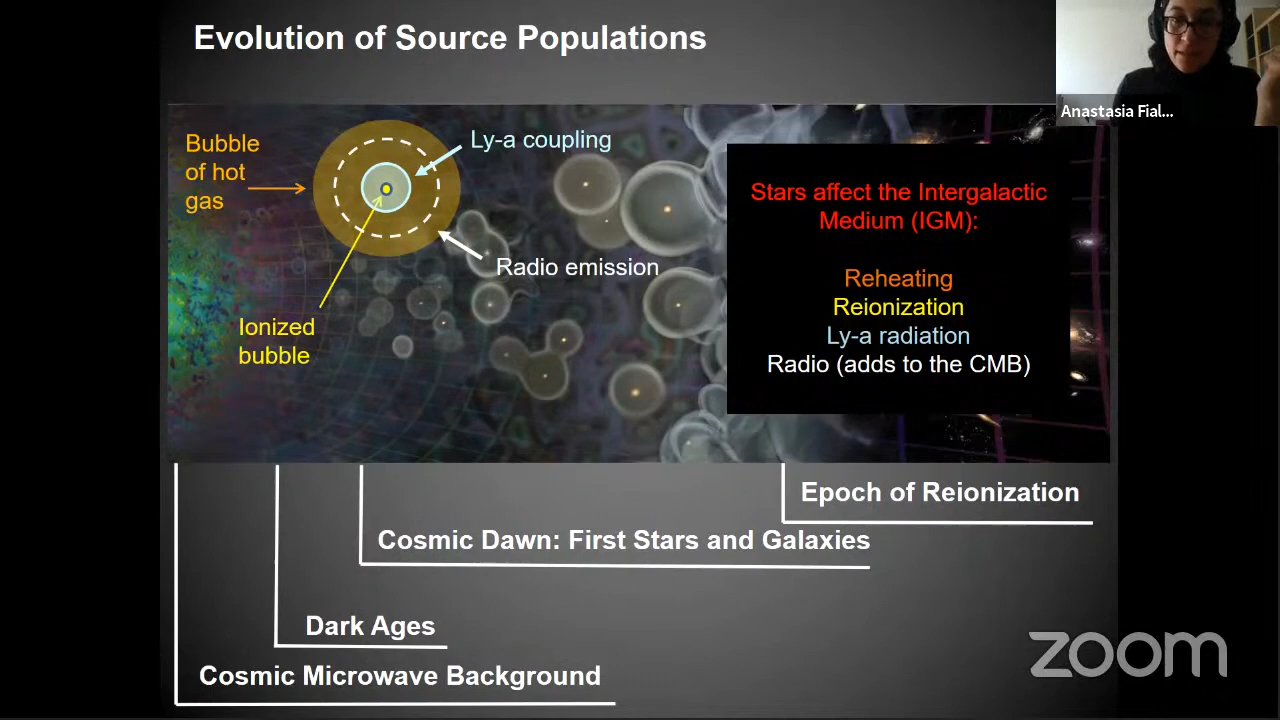 Evolution of Source Populations
Anastasia Fial...
Bubble
of hot
gas
Ly-a coupling
Radio emission
Ionized
bubble
Stars affect the Intergalactic
Medium (IGM):
Reheating
Reionization
Ly-a radiation
Radio (adds to the CMB)
Epoch of Reionization
Cosmic Dawn: First Stars and Galaxies
Dark Ages
Cosmic Microwave Background
zoom